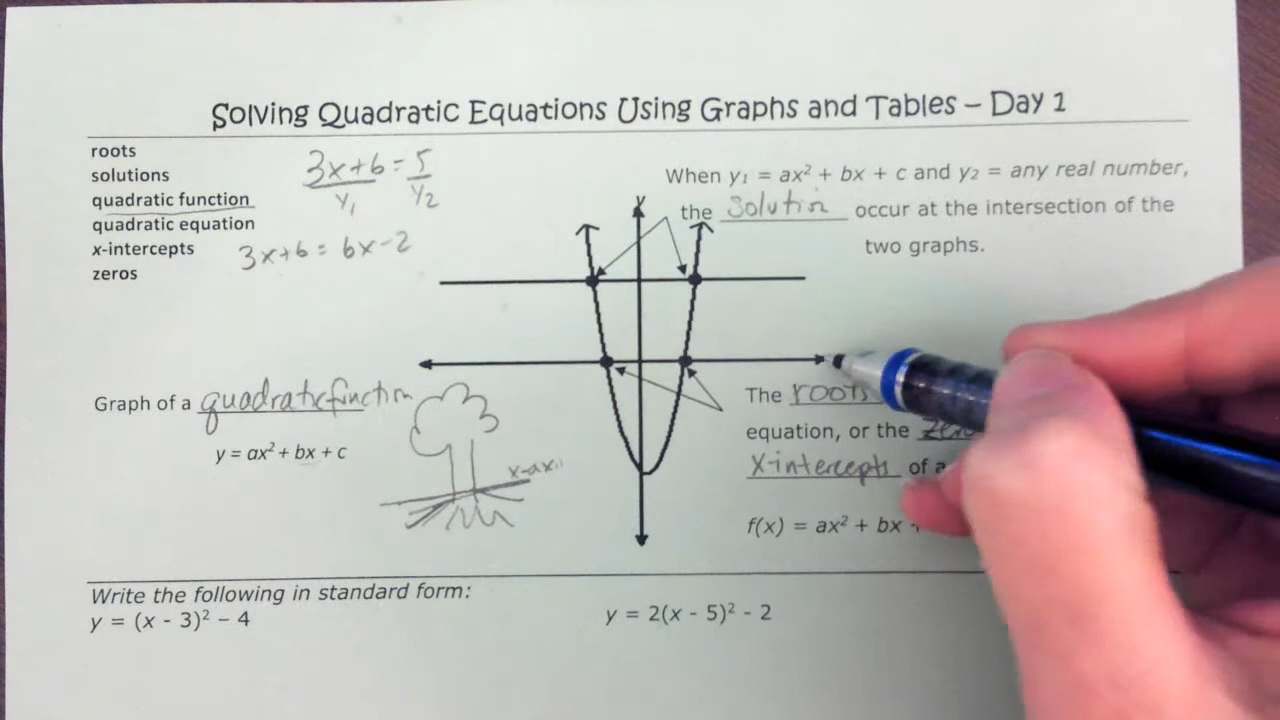 Solving Quadratic Equations Using Graphs and Tables – Day 1
roots
solutions
quadratic function
quadratic equation
x-intercepts
zeros
3x+6 = 5
y₁ y₂
3x+6 = 6x-2
When y₁ = ax² + bx + c and y₂ = any real number,
the Solutin occur at the intersection of the
two graphs.
y
Graph of a quadratic function
y = ax² + bx + c
x-axis
The roots
equation, or the
x-intercepts of a
f(x) = ax² + bx
Write the following in standard form:
y = (x - 3)² – 4
y = 2(x - 5)² - 2